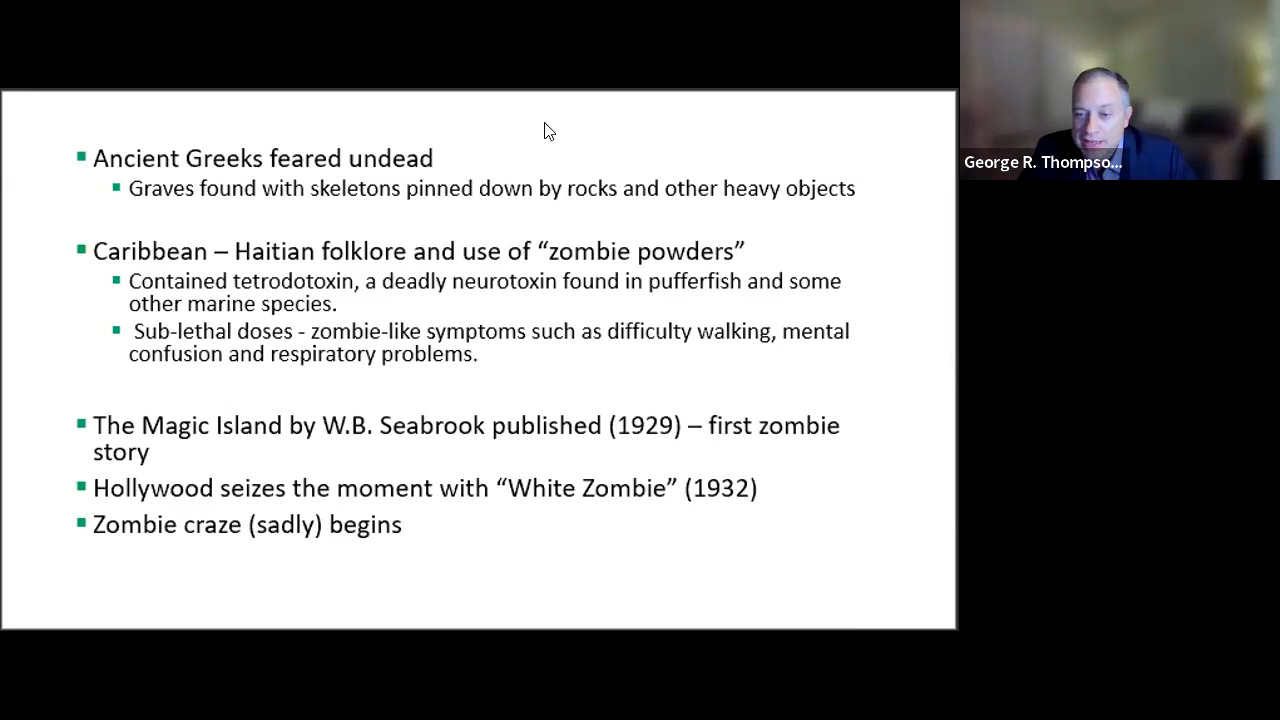 Ancient Greeks feared undead
Graves found with skeletons pinned down by rocks and other heavy objects
Caribbean – Haitian folklore and use of “zombie powders”
Contained tetrodotoxin, a deadly neurotoxin found in pufferfish and some
other marine species.
Sub-lethal doses - zombie-like symptoms such as difficulty walking, mental
confusion and respiratory problems.
The Magic Island by W.B. Seabrook published (1929) – first zombie
story
Hollywood seizes the moment with “White Zombie” (1932)
Zombie craze (sadly) begins
George R. Thompso...